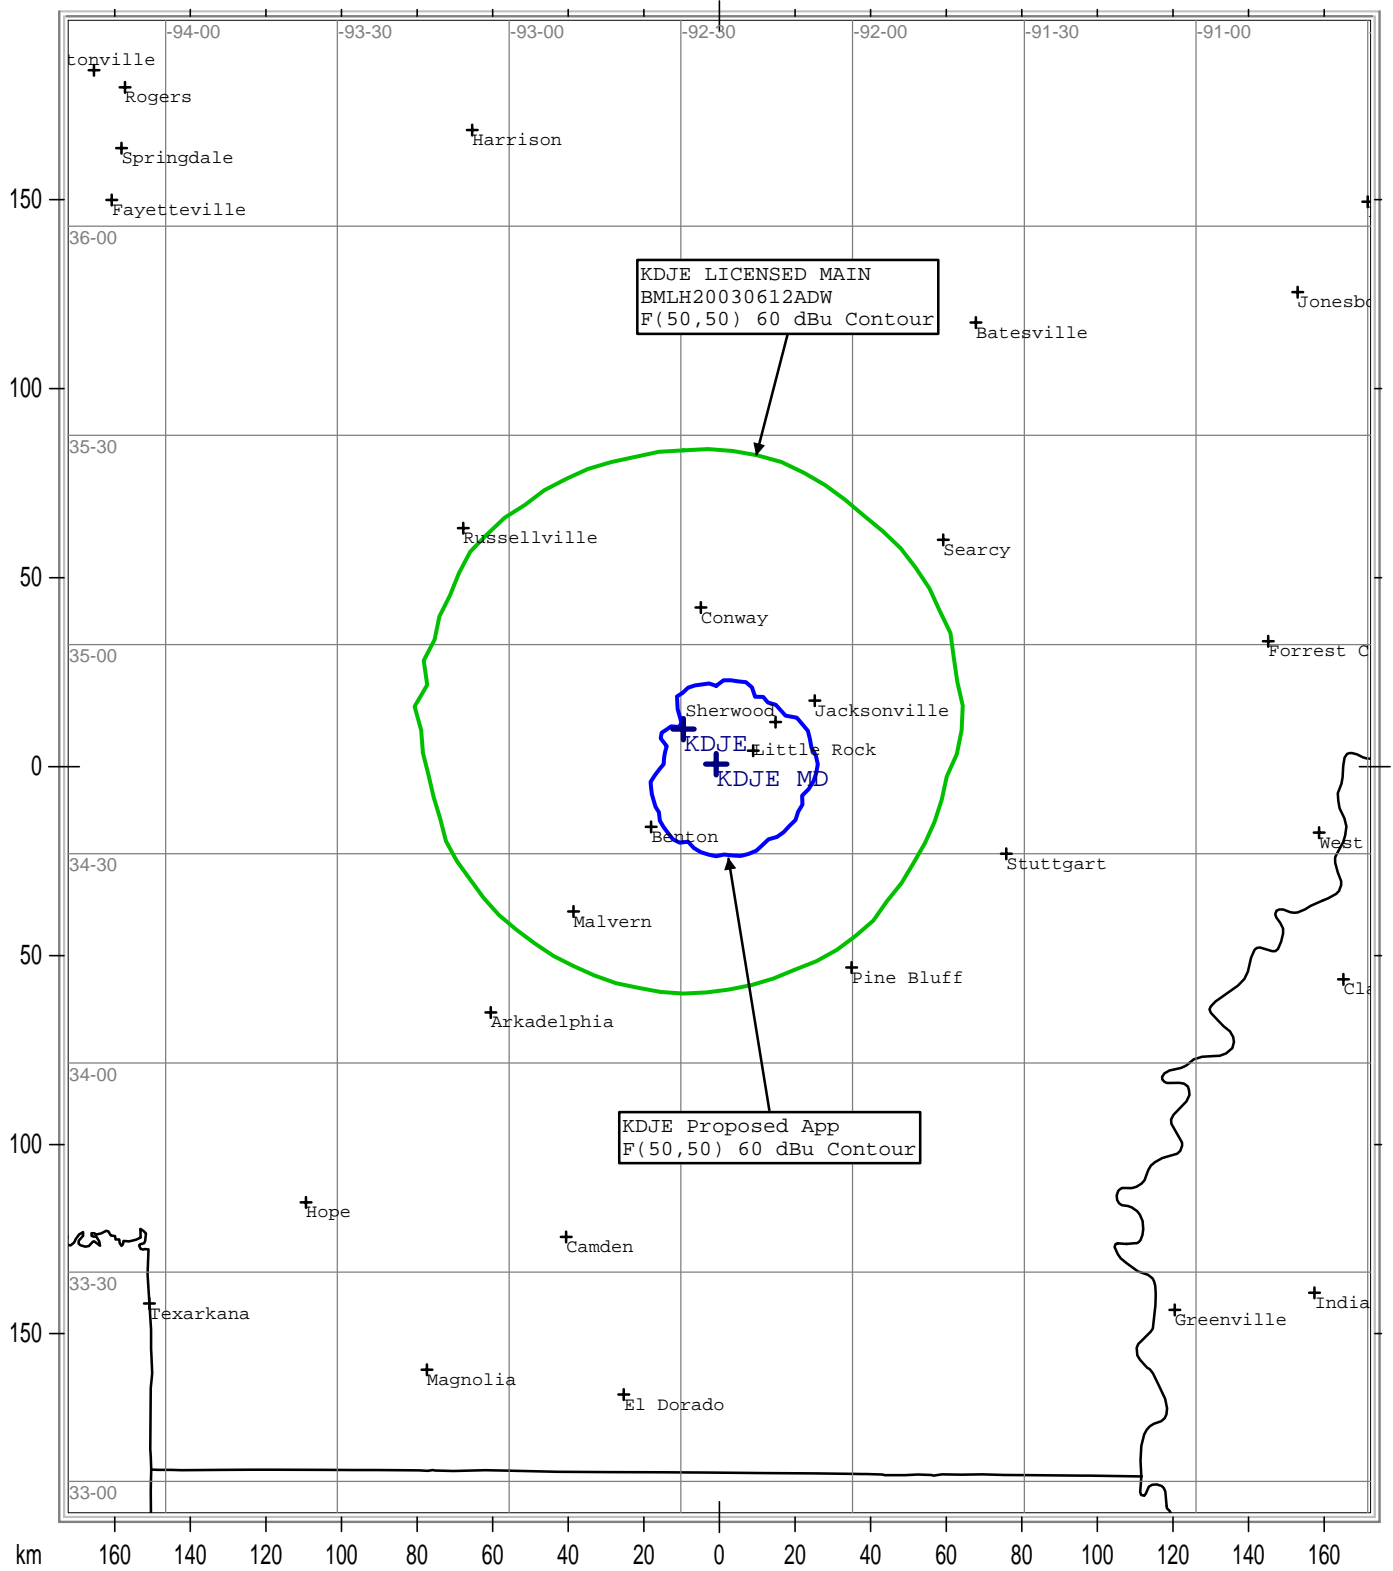 -94-00
-93-30
-93-00
-92-30
-92-00
-91-30
-91-00
tonville
Rogers
Harrison
Springdale
150
Fayetteville
36-00
KDJE LICENSED MAIN
BMLH20030612ADW
F(50,50) 60 dBu Contour
Jonesbo
Batesville
100
35-30
Russellville
Searcy
50
Conway
35-00
Forrest C
Sherwood
Jacksonville
KDJE
Little Rock
0
KDJE MD
Benton
West
34-30
Stuttgart
Malvern
50
Pine Bluff
Cla
Arkadelphia
34-00
KDJE Proposed App
F(50,50) 60 dBu Contour
100
Hope
Camden
33-30
Texarkana
India
Greenville
150
Magnolia
El Dorado
33-00
km 160 140 120 100 80 60 40 20 0 20 40 60 80 100 120 140 160